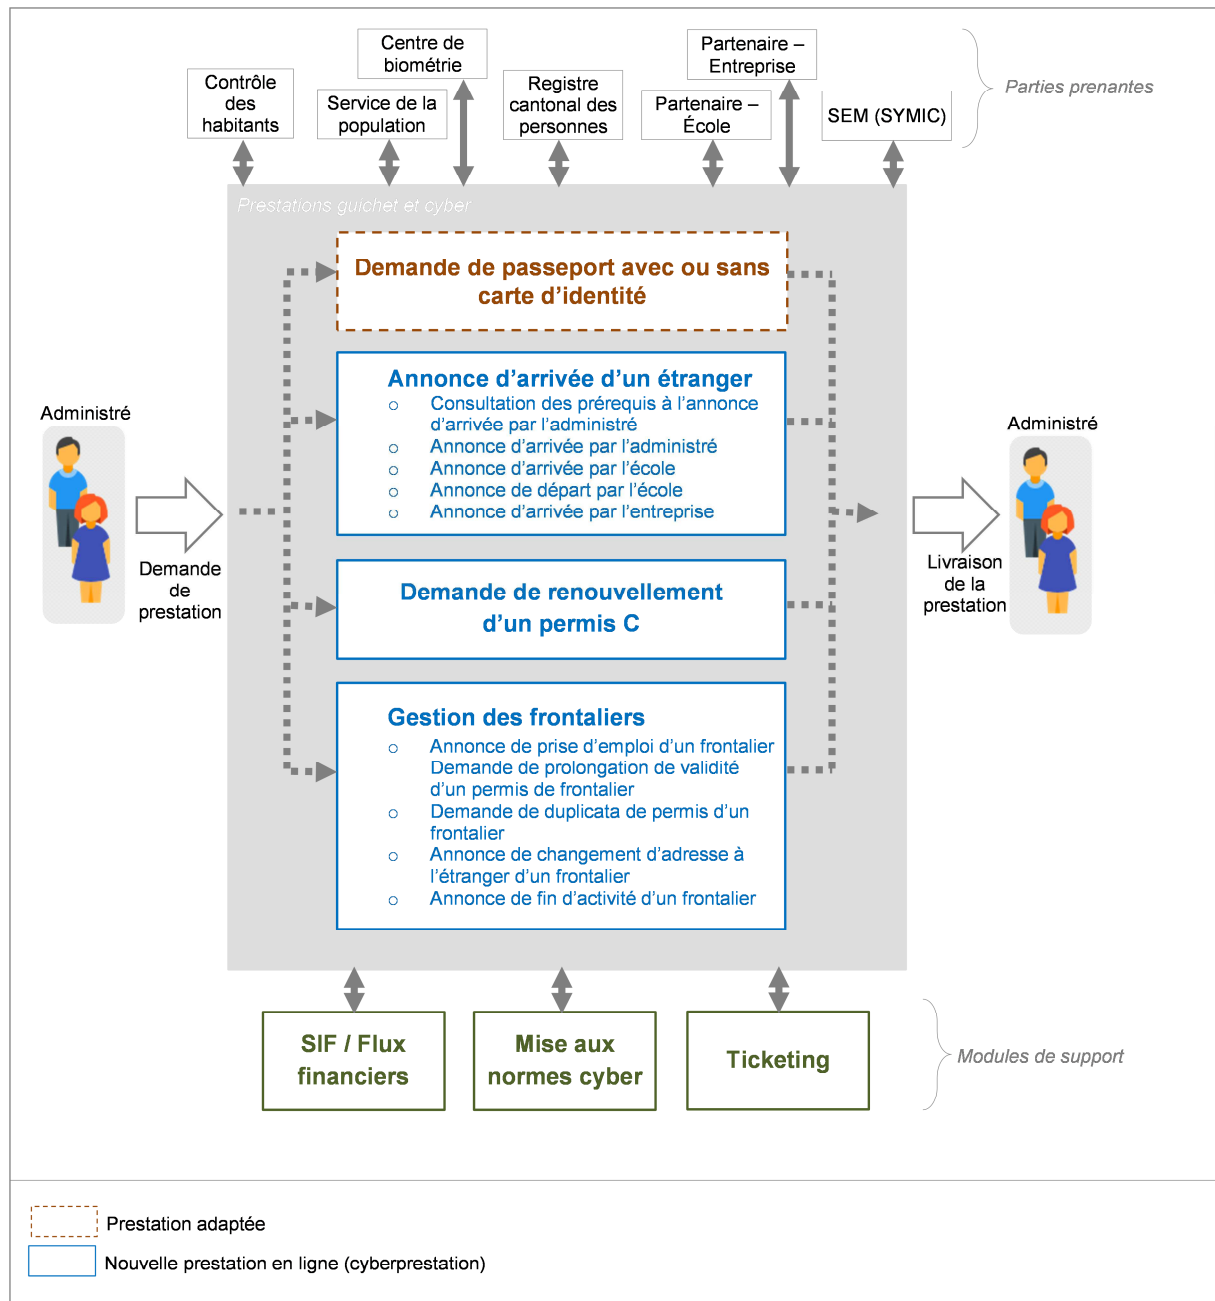 Centre de
biométrie
Partenaire –
Entreprise
Contrôle
des
habitants
Service de la
population
Registre
cantonal des
personnes
Partenaire –
École
SEM (SYMIC)
Parties prenantes
Prestations guichet et cyber
Demande de passeport avec ou sans
carte d’identité
Annonce d’arrivée d’un étranger
o Consultation des prérequis à l’annonce
d’arrivée par l’administré
o Annonce d’arrivée par l’administré
o Annonce d’arrivée par l’école
o Annonce de départ par l’école
o Annonce d’arrivée par l’entreprise
Administré
Demande
de
prestation
Administré
Livraison
de la
prestation
Demande de renouvellement
d’un permis C
Gestion des frontaliers
o Annonce de prise d’emploi d’un frontalier
Demande de prolongation de validité
d’un permis de frontalier
o Demande de duplicata de permis d’un
frontalier
o Annonce de changement d’adresse à
l’étranger d’un frontalier
o Annonce de fin d’activité d’un frontalier
SIF / Flux
financiers
Mise aux
normes cyber
Ticketing
Modules de support
Prestation adaptée
Nouvelle prestation en ligne (cyberprestation)